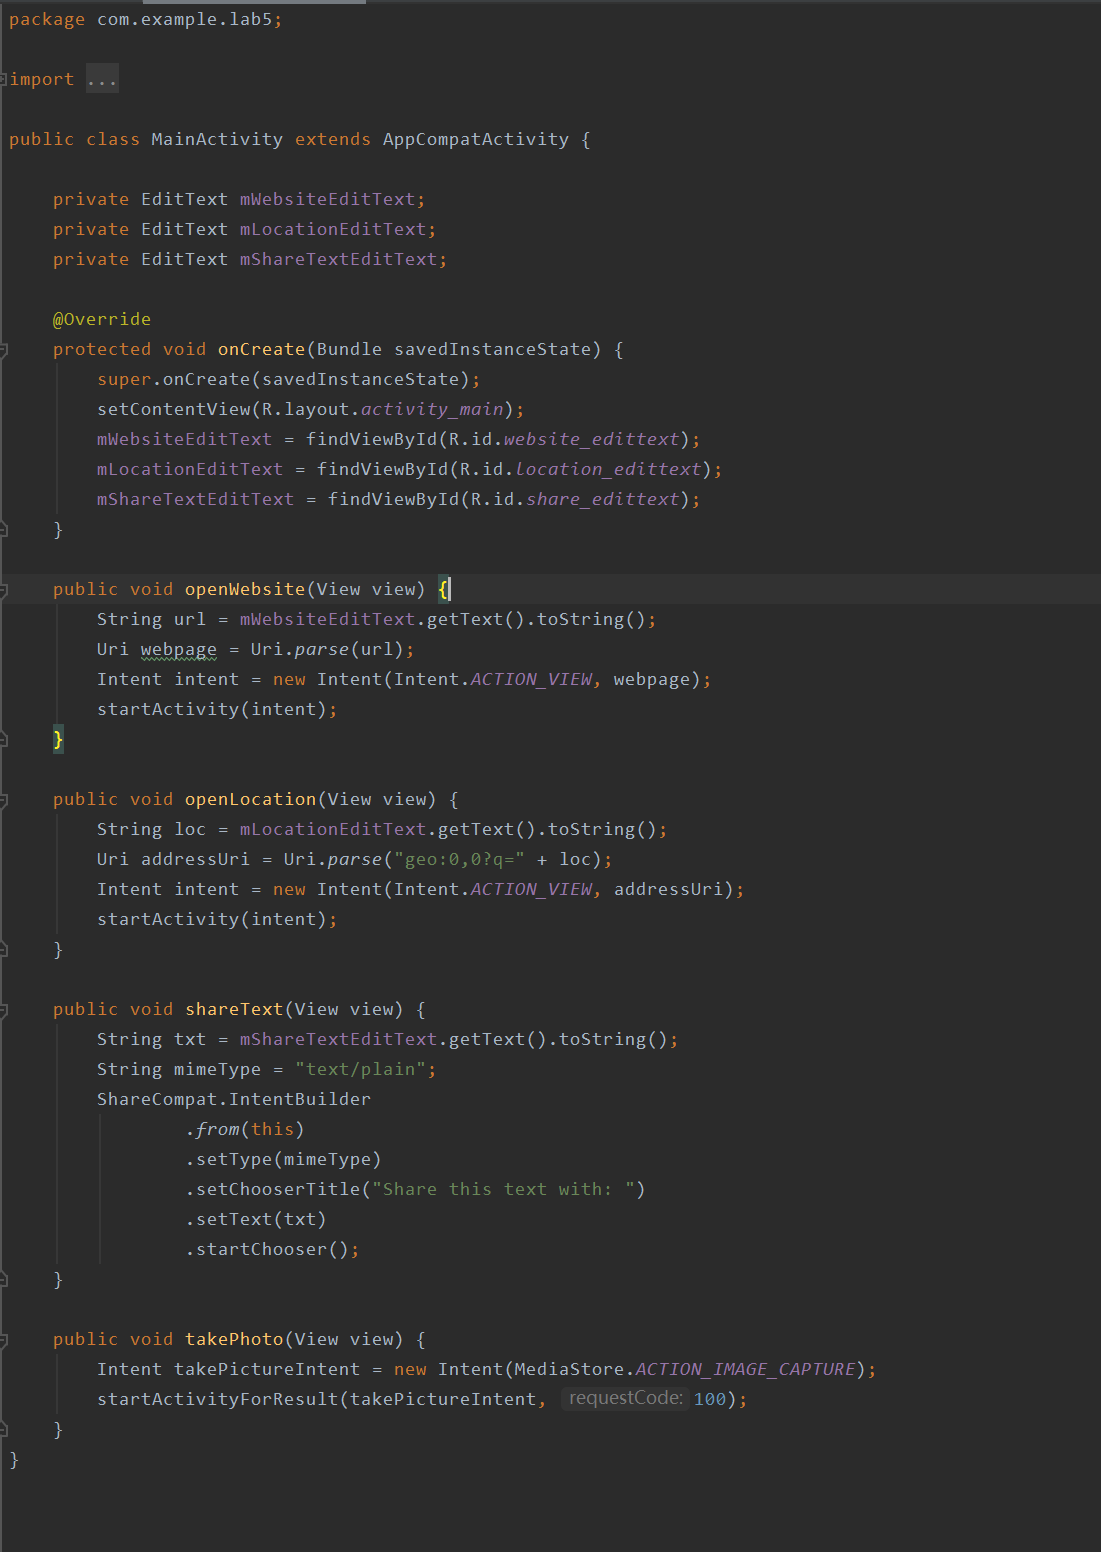 package com.example.lab5;
import ...
public class MainActivity extends AppCompatActivity {
private EditText mWebsiteEditText;
private EditText mLocationEditText;
private EditText mShareTextEditText;
@Override
protected void onCreate(Bundle savedInstanceState) {
super.onCreate(savedInstanceState);
setContentView(R.layout.activity_main);
mWebsiteEditText = findViewById(R.id.website_edittext);
mLocationEditText = findViewById(R.id.location_edittext);
mShareTextEditText = findViewById(R.id.share_edittext);
}
public void openWebsite(View view) {
String url = mWebsiteEditText.getText().toString();
Uri webpage = Uri.parse(url);
Intent intent = new Intent(Intent.ACTION_VIEW, webpage);
startActivity(intent);
}
public void openLocation(View view) {
String loc = mLocationEditText.getText().toString();
Uri addressUri = Uri.parse("geo:0,0?q=" + loc);
Intent intent = new Intent(Intent.ACTION_VIEW, addressUri);
startActivity(intent);
}
public void shareText(View view) {
String txt = mShareTextEditText.getText().toString();
String mimeType = "text/plain";
ShareCompat.IntentBuilder
.from(this)
.setType(mimeType)
.setChooserTitle("Share this text with: ")
.setText(txt)
.startChooser();
}
public void takePhoto(View view) {
Intent takePictureIntent = new Intent(MediaStore.ACTION_IMAGE_CAPTURE);
startActivityForResult(takePictureIntent, requestCode: 100);
}
}